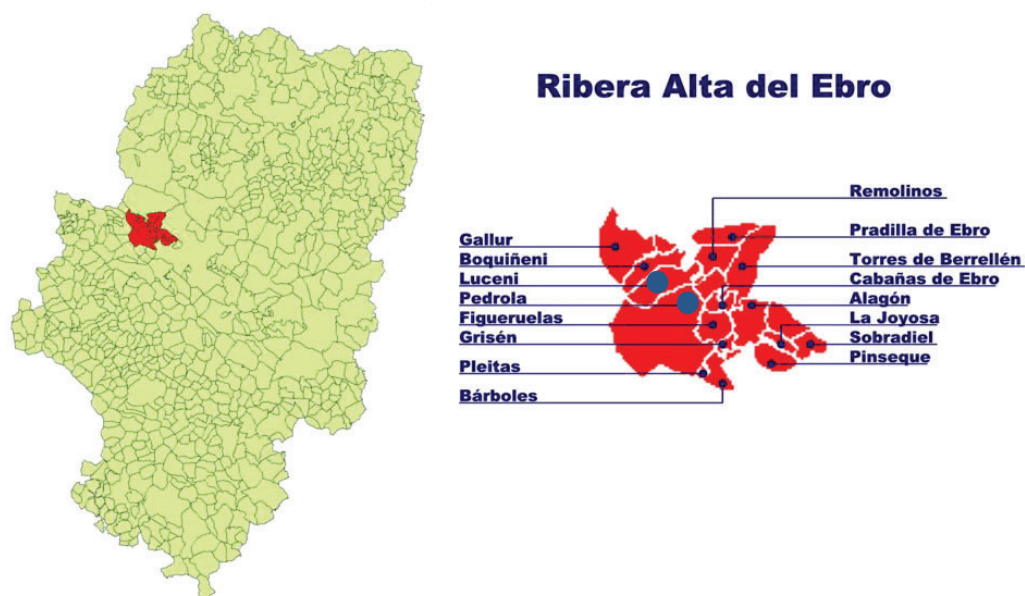 Ribera Alta del Ebro
Gallur
Boquiñeni
Luceni
Pedrola
Figueruelas
Grisén
Pleitas
Bárboles
Remolinos
Pradilla de Ebro
Torres de Berrellén
Cabañas de Ebro
Alagón
La Joyosa
Sobradiel
Pinseque